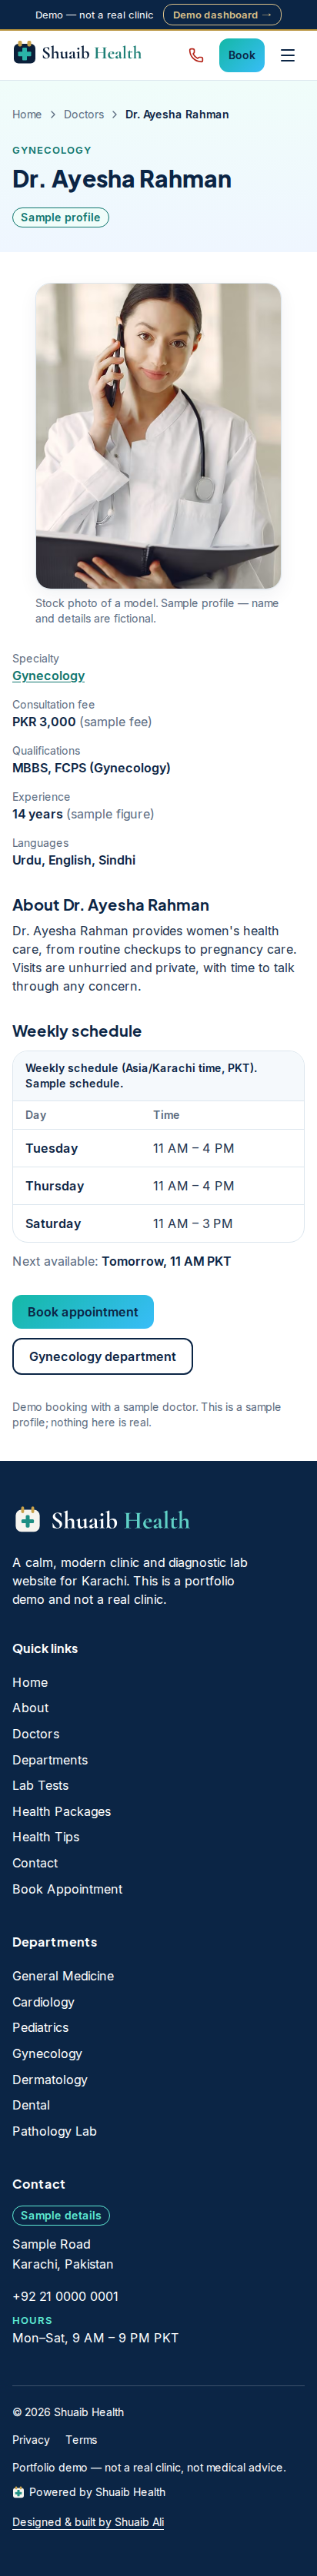 Demo — not a real clinic
Demo dashboard →
Shuaib Health
Book
Home > Doctors > Dr. Ayesha Rahman
GYNECOLOGY
Dr. Ayesha Rahman
Sample profile
Stock photo of a model. Sample profile — name
and details are fictional.
Specialty
Gynecology
Consultation fee
PKR 3,000 (sample fee)
Qualifications
MBBS, FCPS (Gynecology)
Experience
14 years (sample figure)
Languages
Urdu, English, Sindhi
About Dr. Ayesha Rahman
Dr. Ayesha Rahman provides women's health
care, from routine checkups to pregnancy care.
Visits are unhurried and private, with time to talk
through any concern.
Weekly schedule
Weekly schedule (Asia/Karachi time, PKT).
Sample schedule.
Day Time
Tuesday 11 AM – 4 PM
Thursday 11 AM – 4 PM
Saturday 11 AM – 3 PM
Next available: Tomorrow, 11 AM PKT
Book appointment
Gynecology department
Demo booking with a sample doctor. This is a sample
profile; nothing here is real.
Shuaib Health
A calm, modern clinic and diagnostic lab
website for Karachi. This is a portfolio
demo and not a real clinic.
Quick links
Home
About
Doctors
Departments
Lab Tests
Health Packages
Health Tips
Contact
Book Appointment
Departments
General Medicine
Cardiology
Pediatrics
Gynecology
Dermatology
Dental
Pathology Lab
Contact
Sample details
Sample Road
Karachi, Pakistan
+92 21 0000 0001
HOURS
Mon–Sat, 9 AM – 9 PM PKT
© 2026 Shuaib Health
Privacy Terms
Portfolio demo — not a real clinic, not medical advice.
Powered by Shuaib Health
Designed & built by Shuaib Ali